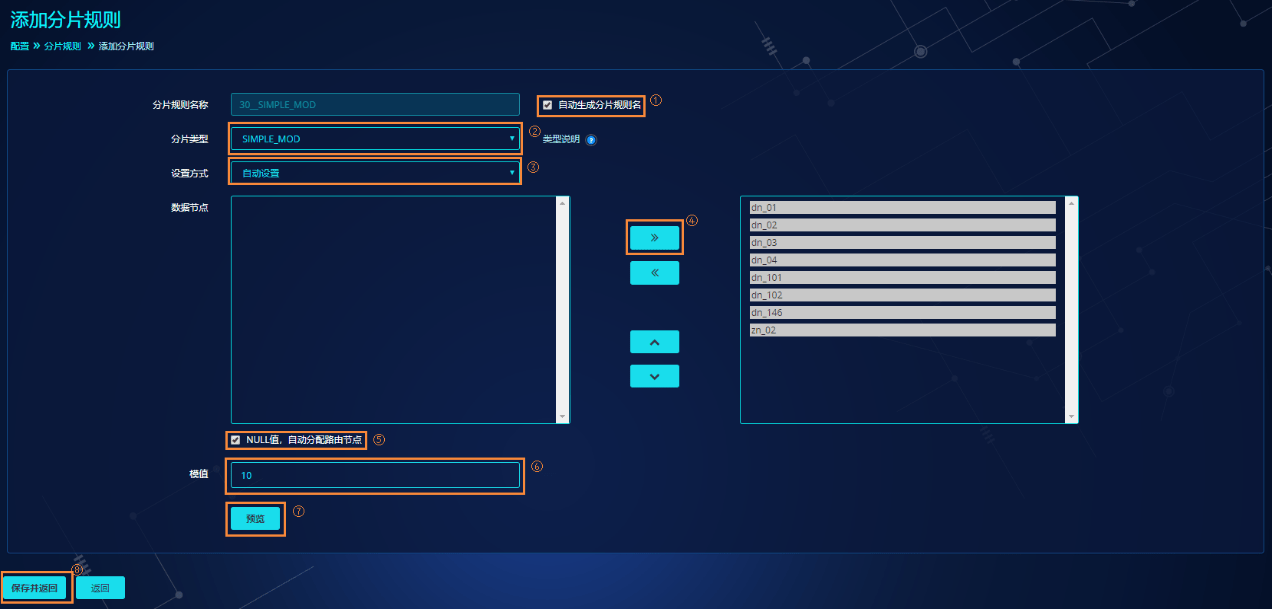 添加分片规则
配置 » 分片规则 » 添加分片规则
分片规则名称 30__SIMPLE_MOD 自动生成分片规则名 ①
分片类型 SIMPLE_MOD ② 类型说明 ?
设置方式 自动设置 ③
数据节点
» ④
«
dn_01
dn_02
dn_03
dn_04
dn_101
dn_102
dn_146
zn_02
NULL值，自动分配路由节点 ⑤
模值 10 ⑥
预览 ⑦
保存并返回 ⑧ 返回